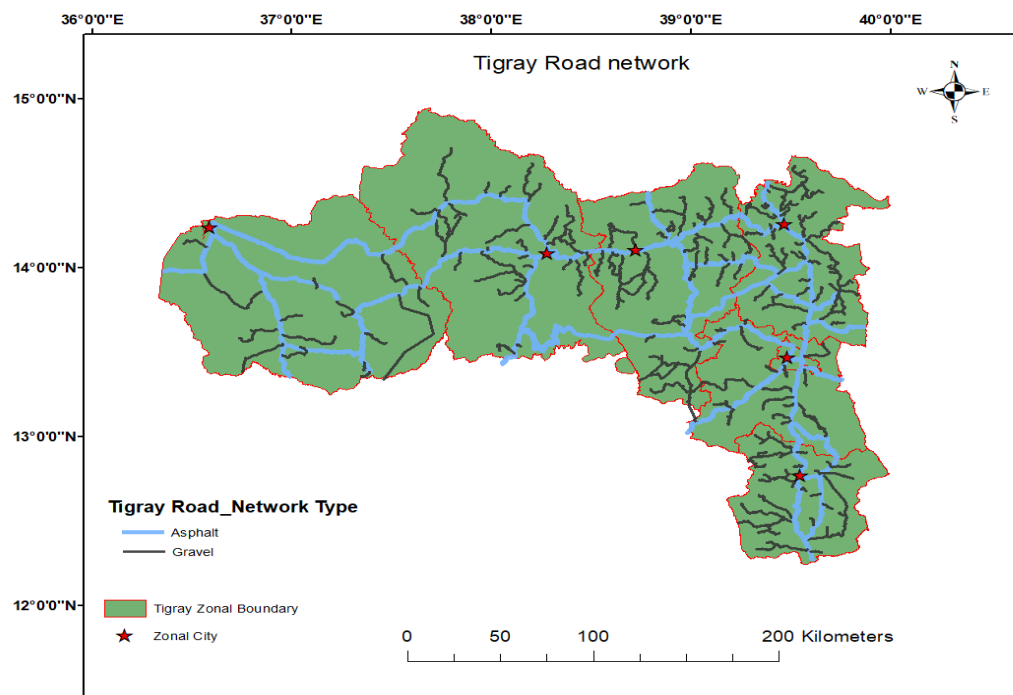 36°0'0"E 37°0'0"E 38°0'0"E 39°0'0"E 40°0'0"E
Tigray Road network
N
W E
S
15°0'0"N
14°0'0"N
13°0'0"N
12°0'0"N
Tigray Road_Network Type
Asphalt
Gravel
Tigray Zonal Boundary
Zonal City
0 50 100 200 Kilometers